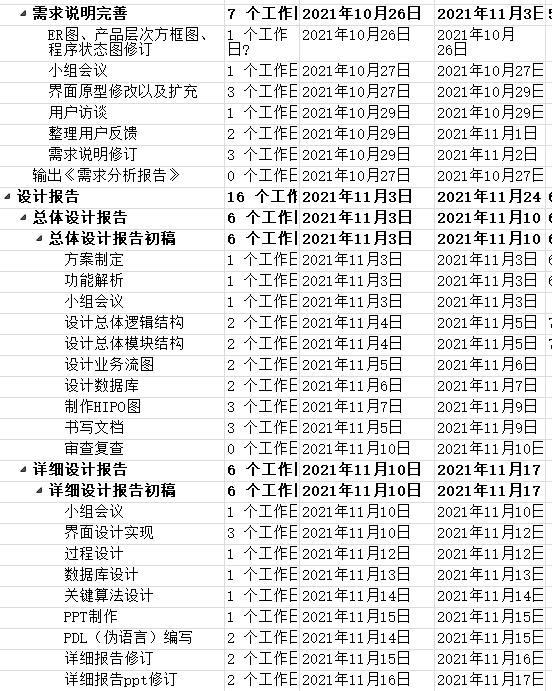 需求说明完善 7 个工作日 2021年10月26日 2021年11月3日 5
ER图、产品层次方框图、 1 个工作 2021年10月26日 2021年10月
程序状态图修订 日? 26日
小组会议 1 个工作日 2021年10月27日 2021年10月27日
界面原型修改以及扩充 3 个工作日 2021年10月27日 2021年10月29日
用户访谈 1 个工作日 2021年10月29日 2021年10月29日
整理用户反馈 2 个工作日 2021年10月29日 2021年11月1日
需求说明修订 3 个工作日 2021年10月29日 2021年11月2日
输出《需求分析报告》 0 个工作日 2021年10月27日 2021年10月27日
设计报告 16 个工作 2021年11月3日 2021年11月24 6
总体设计报告 6 个工作 2021年11月3日 2021年11月10 6
总体设计报告初稿 6 个工作 2021年11月3日 2021年11月10 6
方案制定 1 个工作日 2021年11月3日 2021年11月3日 6
功能解析 1 个工作日 2021年11月3日 2021年11月3日 6
小组会议 1 个工作日 2021年11月3日 2021年11月3日
设计总体逻辑结构 2 个工作日 2021年11月4日 2021年11月5日 7
设计总体模块结构 2 个工作日 2021年11月4日 2021年11月5日 7
设计业务流图 2 个工作日 2021年11月5日 2021年11月6日
设计数据库 2 个工作日 2021年11月6日 2021年11月7日
制作HIPO图 3 个工作日 2021年11月7日 2021年11月9日
书写文档 3 个工作日 2021年11月5日 2021年11月9日
审查复查 0 个工作日 2021年11月10日 2021年11月10日
详细设计报告 6 个工作 2021年11月10日 2021年11月17
详细设计报告初稿 6 个工作 2021年11月10日 2021年11月17
小组会议 1 个工作日 2021年11月10日 2021年11月10日
界面设计实现 3 个工作日 2021年11月10日 2021年11月12日
过程设计 1 个工作日 2021年11月12日 2021年11月12日
数据库设计 1 个工作日 2021年11月13日 2021年11月13日
关键算法设计 1 个工作日 2021年11月14日 2021年11月14日
PPT制作 1 个工作日 2021年11月15日 2021年11月15日
PDL（伪语言）编写 2 个工作日 2021年11月14日 2021年11月15日
详细报告修订 2 个工作日 2021年11月15日 2021年11月16日
详细报告ppt修订 2 个工作日 2021年11月16日 2021年11月17日